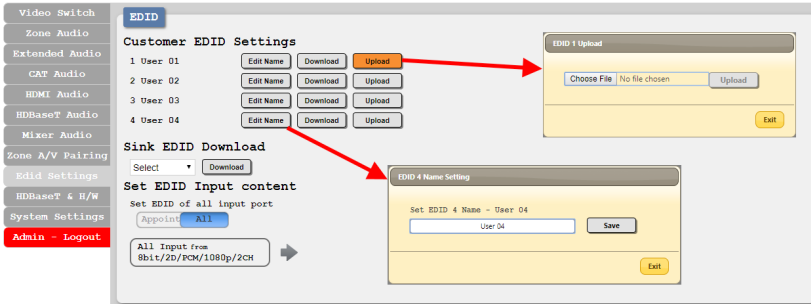 Video Switch
Zone Audio
Extended Audio
CAT Audio
HDMI Audio
HDBaseT Audio
Mixer Audio
Zone A/V Pairing
Edid Settings
HDBaseT & H/W
System Settings
Admin - Logout
EDID
Customer EDID Settings
1 User 01 Edit Name Download Upload
2 User 02 Edit Name Download Upload
3 User 03 Edit Name Download Upload
4 User 04 Edit Name Download Upload
Sink EDID Download
Select Download
Set EDID Input content
Set EDID of all input port
Appoint All
All Input from
8bit/2D/PCM/1080p/2CH
EDID 1 Upload
Choose File No file chosen Upload
Exit
EDID 4 Name Setting
Set EDID 4 Name - User 04
User 04 Save
Exit